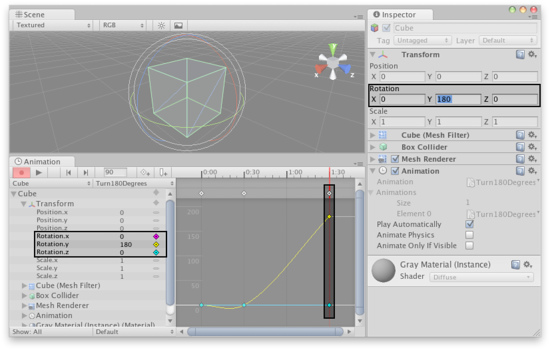 Scene
Textured RGB
Animation
90 0:00 0:30 1:00 1:30
Cube Turn180Degrees
Cube
Transform
Position.x 0
Position.y 0
Position.z 0
Rotation.x 0
Rotation.y 180
Rotation.z 0
Scale.x 1
Scale.y 1
Scale.z 1
Cube (Mesh Filter)
Box Collider
Mesh Renderer
Animation
Gray Material (Instance) (Material)
Show: All Default
200
150
100
50
0
y
x z
Inspector
Cube
Tag Untagged Layer Default
Transform
Position
X 0 Y 0 Z 0
Rotation
X 0 Y 180 Z 0
Scale
X 1 Y 1 Z 1
Cube (Mesh Filter)
Box Collider
Mesh Renderer
Animation
Animation Turn180Degrees
Animations
Size 1
Element 0 Turn180Degrees
Play Automatically
Animate Physics
Animate Only If Visible
Gray Material (Instance)
Shader Diffuse